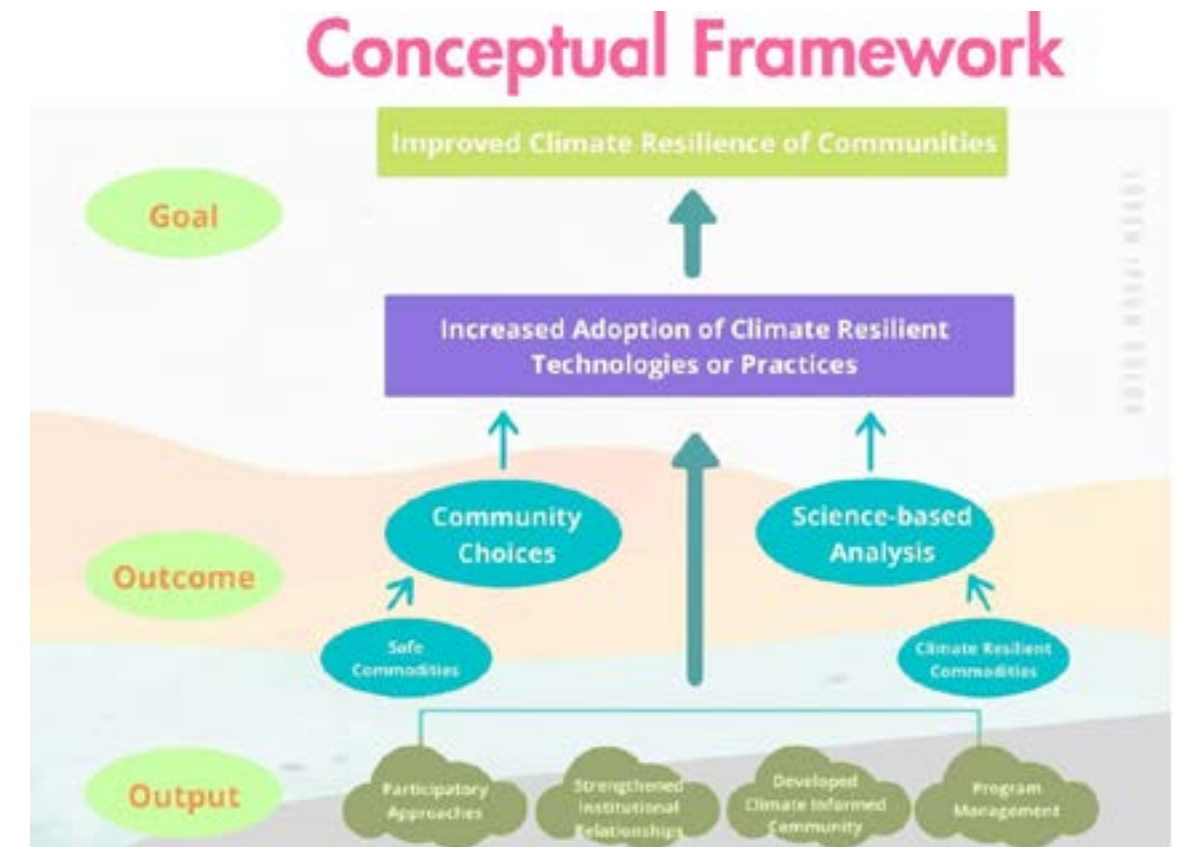 Conceptual Framework
Improved Climate Resilience of Communities
Goal
Increased Adoption of Climate Resilient
Technologies or Practices
Community
Choices
Science-based
Analysis
Outcome
Safe
Commodities
Climate Resilient
Commodities
Output
Participatory
Approaches
Strengthened
Institutional
Relationships
Developed
Climate Informed
Community
Program
Management